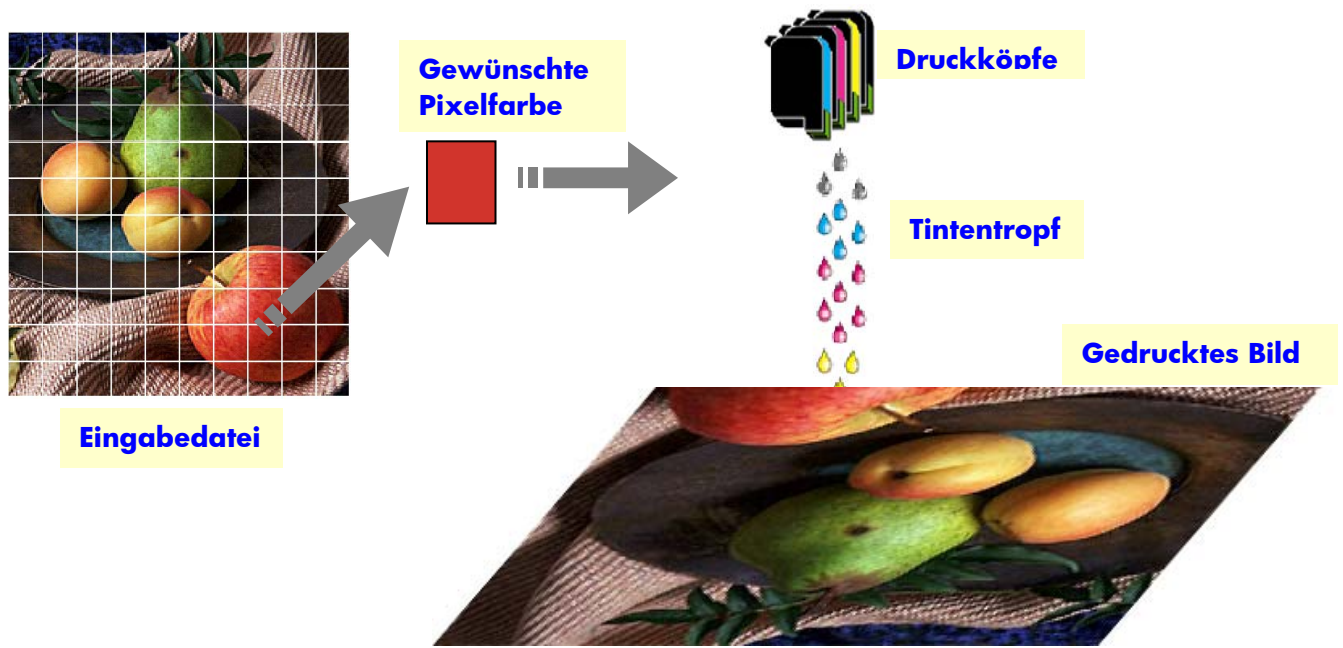 Gewünschte
Pixelfarbe
Druckköpfe
Tintentropf
Gedrucktes Bild
Eingabedatei